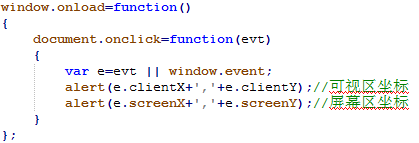 window.onload=function()
{
    document.onclick=function(evt)
    {
        var e=evt || window.event;
        alert(e.clientX+','+e.clientY);//可视区坐标
        alert(e.screenX+','+e.screenY);//屏幕区坐标
    }
};